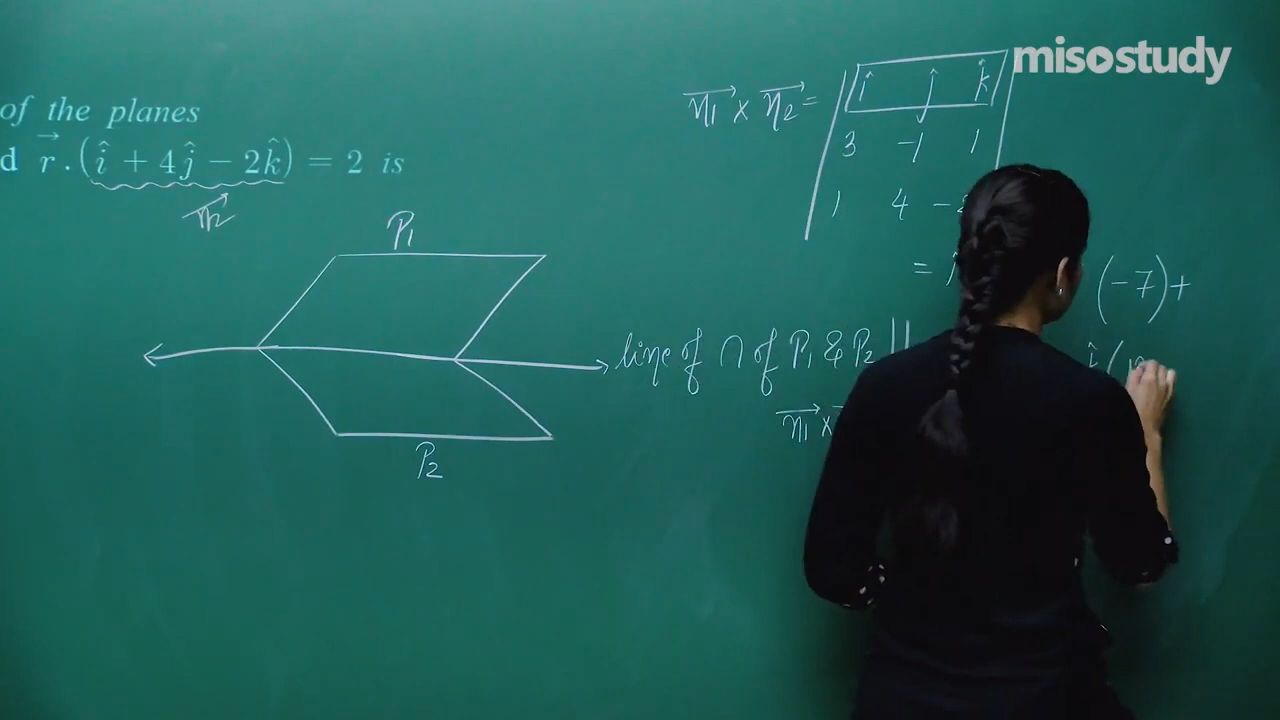 misostudy
of the planes
d r⃗ . (î + 4ĵ − 2k̂) = 2 is
n⃗2
P1
P2
n⃗1 × n⃗2 = | î ĵ k̂
3 -1 1
1 4 -
=
(-7)+
line of ∩ of P1 & P2 ||
n⃗1 ×
î (